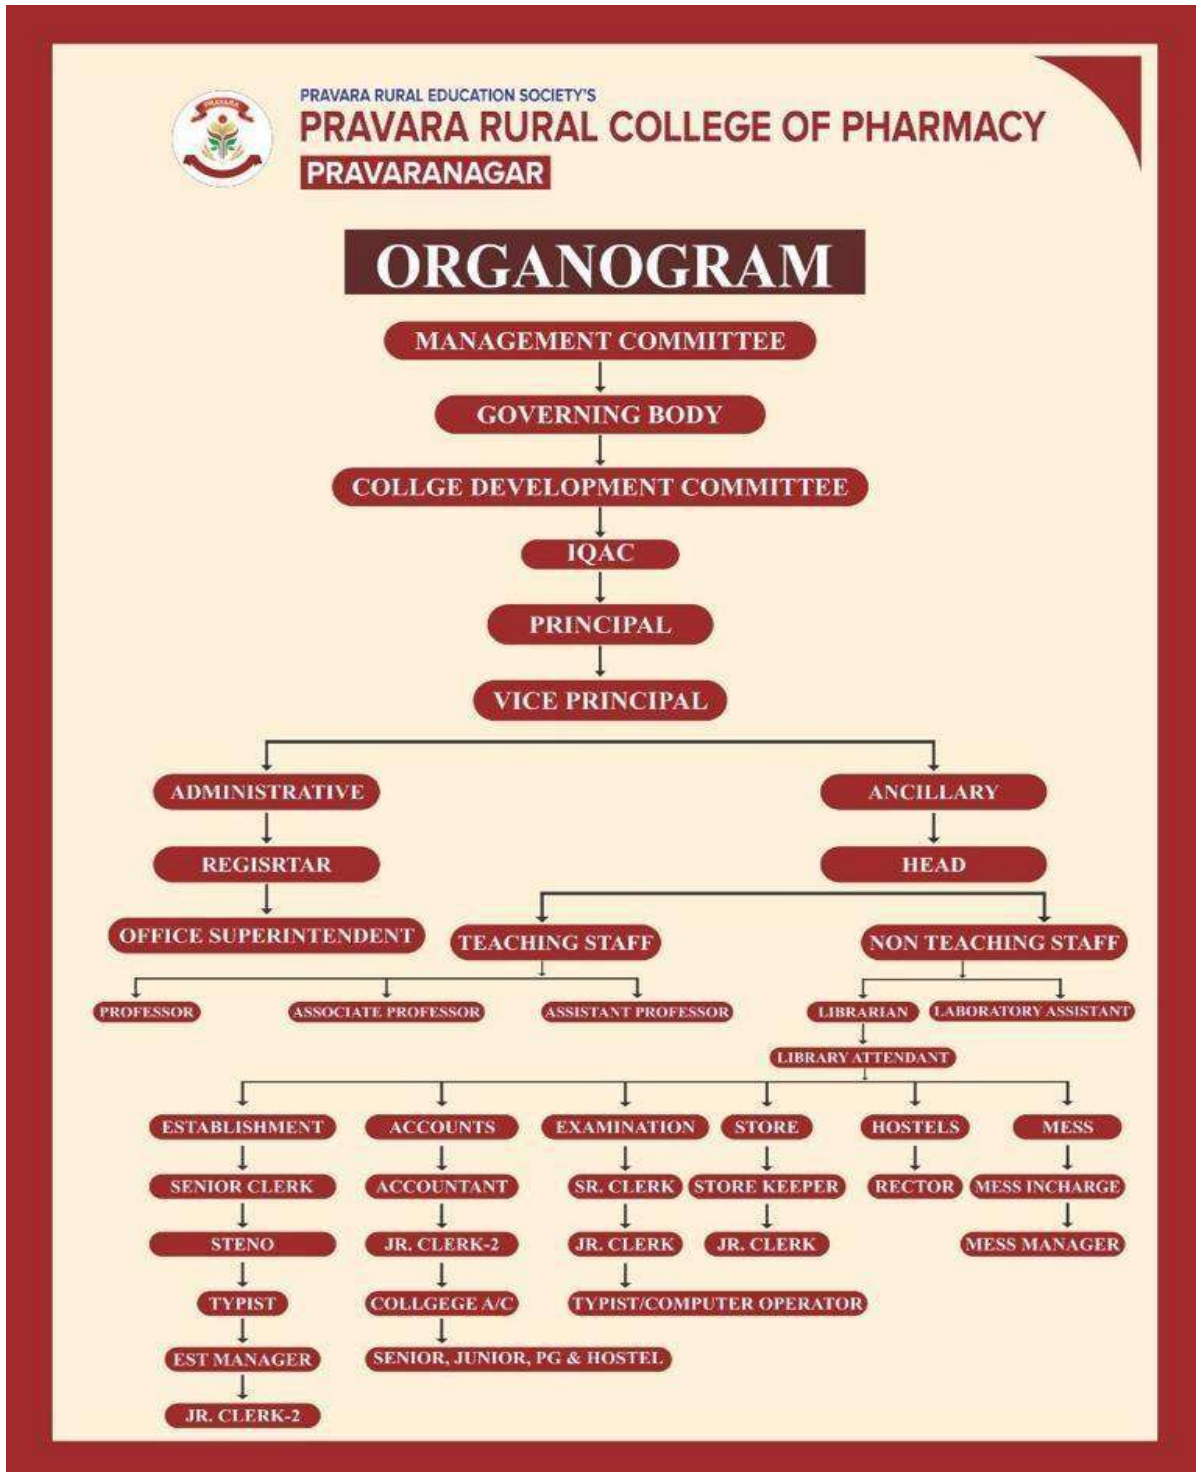 PRAVARA
PRAVARA RURAL EDUCATION SOCIETY'S
PRAVARA RURAL COLLEGE OF PHARMACY
PRAVARANAGAR
ORGANOGRAM
MANAGEMENT COMMITTEE
GOVERNING BODY
COLLGE DEVELOPMENT COMMITTEE
IQAC
PRINCIPAL
VICE PRINCIPAL
ADMINISTRATIVE ANCILLARY
REGISRTAR HEAD
OFFICE SUPERINTENDENT TEACHING STAFF NON TEACHING STAFF
PROFESSOR ASSOCIATE PROFESSOR ASSISTANT PROFESSOR LIBRARIAN LABORATORY ASSISTANT
LIBRARY ATTENDANT
ESTABLISHMENT ACCOUNTS EXAMINATION STORE HOSTELS MESS
SENIOR CLERK ACCOUNTANT SR. CLERK STORE KEEPER RECTOR MESS INCHARGE
STENO JR. CLERK-2 JR. CLERK JR. CLERK MESS MANAGER
TYPIST COLLGEGE A/C TYPIST/COMPUTER OPERATOR
EST MANAGER SENIOR, JUNIOR, PG & HOSTEL
JR. CLERK-2